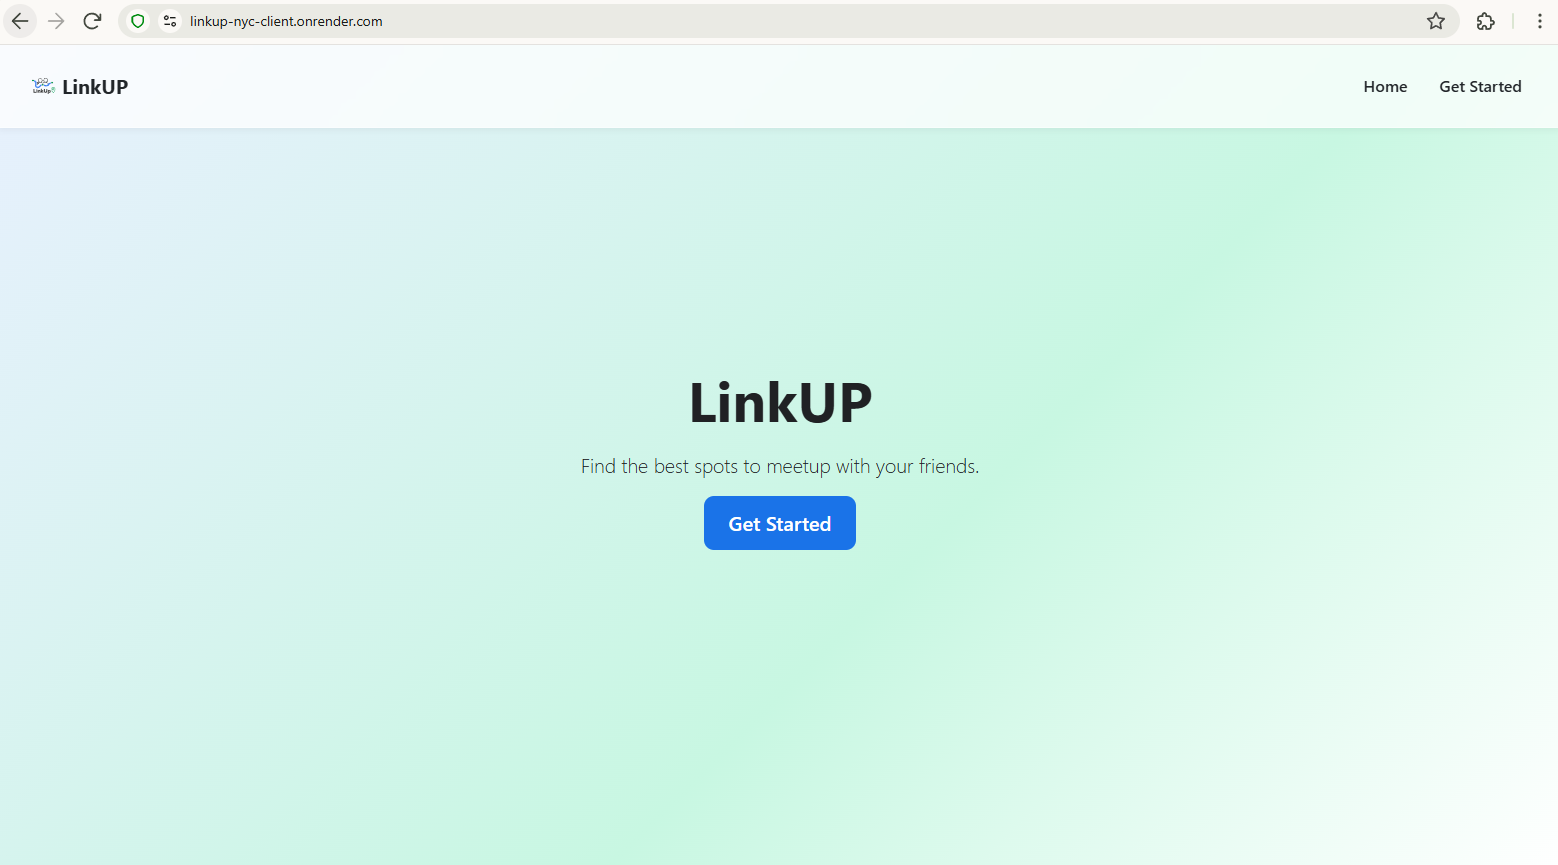 linkup-nyc-client.onrender.com
LinkUp
LinkUP
Home
Get Started
LinkUP
Find the best spots to meetup with your friends.
Get Started